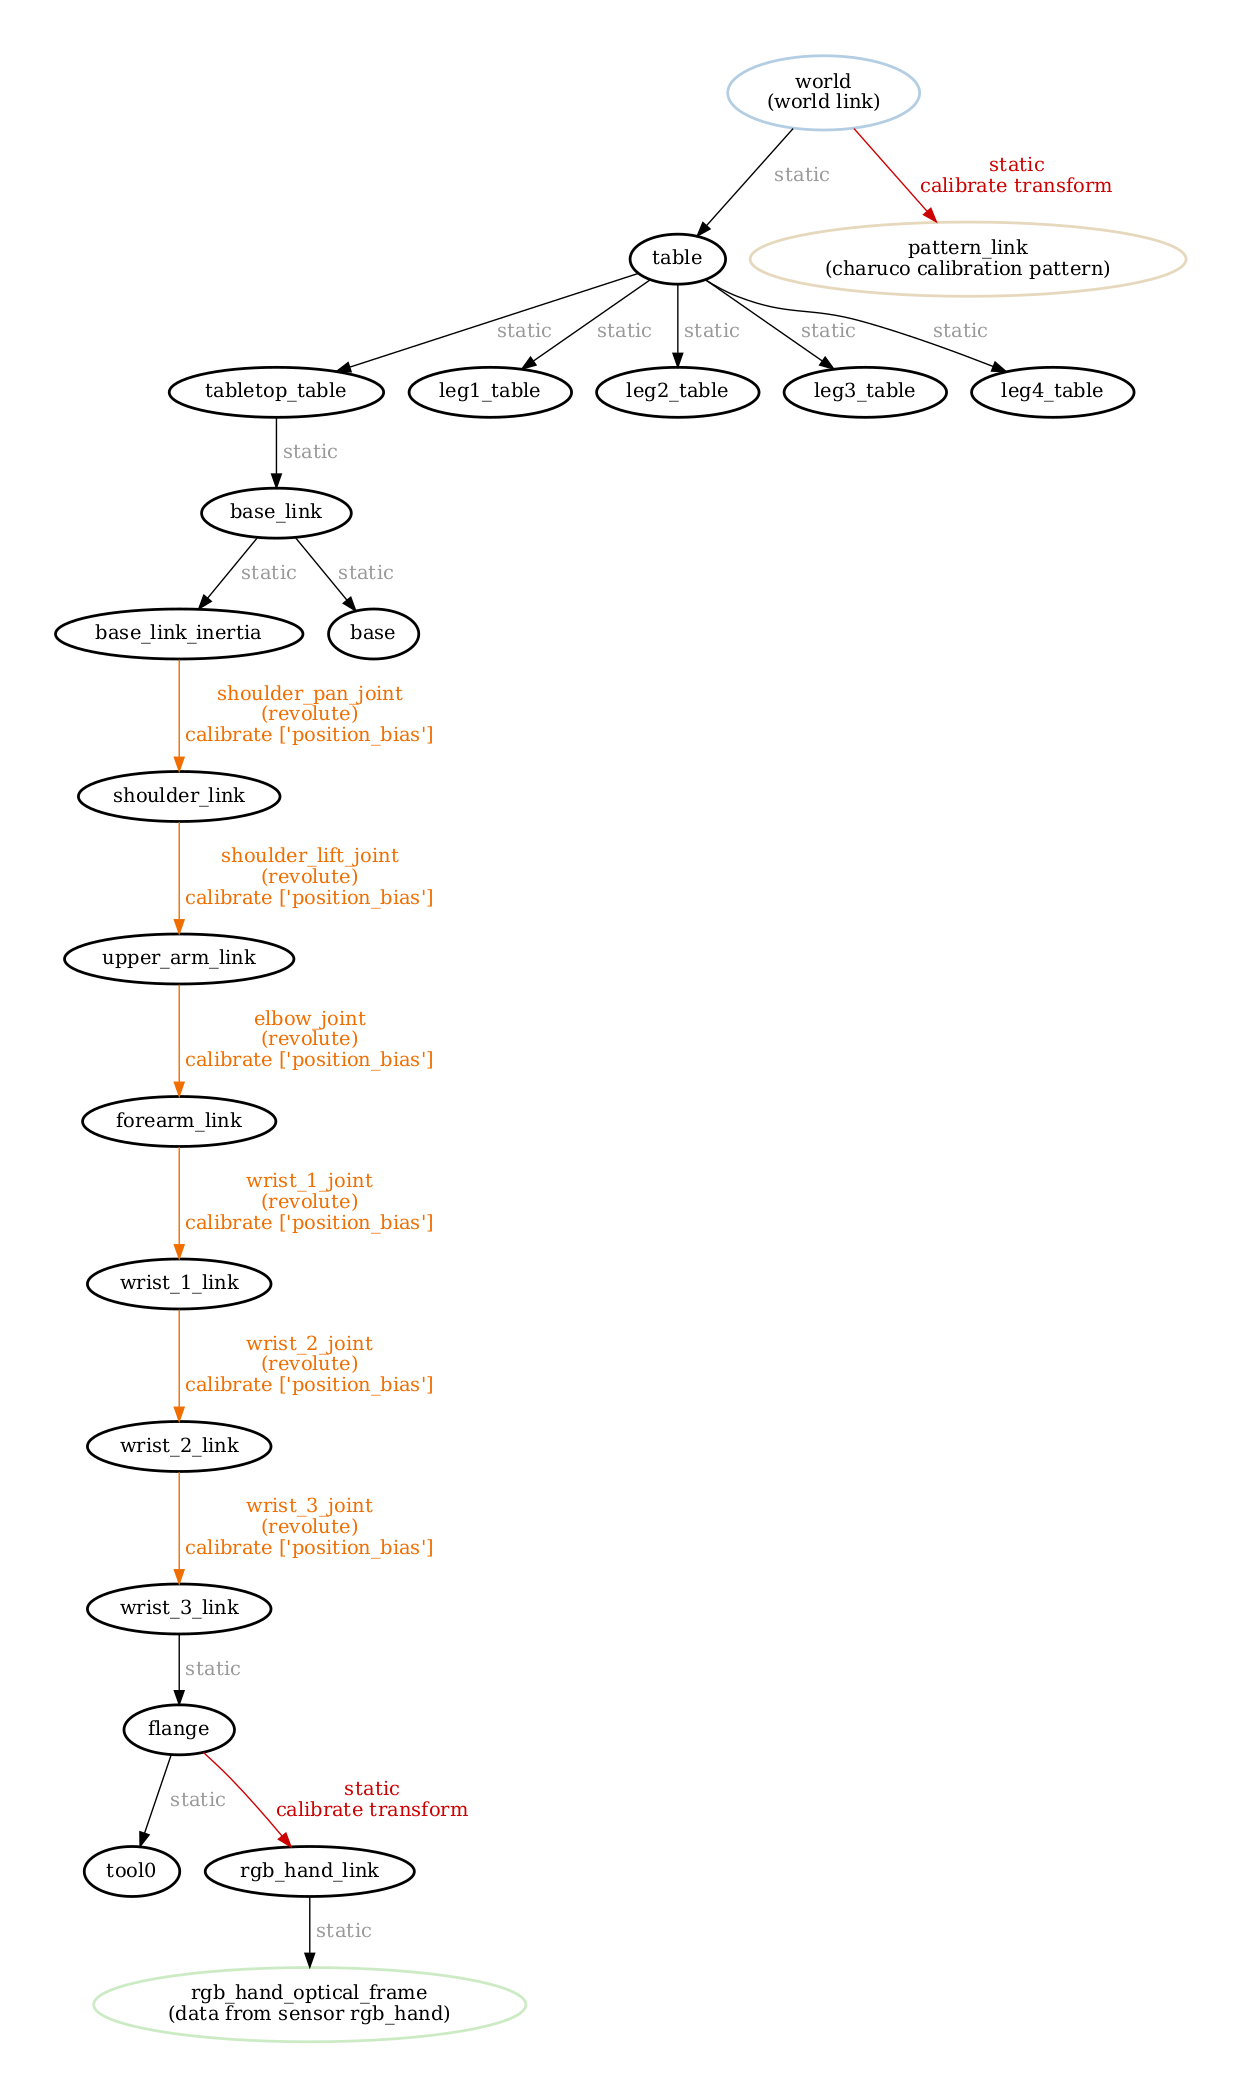 world
(world link)
static
static
calibrate transform
table
pattern_link
(charuco calibration pattern)
static
static
static
static
static
tabletop_table
leg1_table
leg2_table
leg3_table
leg4_table
static
base_link
static
static
base_link_inertia
base
shoulder_pan_joint
(revolute)
calibrate ['position_bias']
shoulder_link
shoulder_lift_joint
(revolute)
calibrate ['position_bias']
upper_arm_link
elbow_joint
(revolute)
calibrate ['position_bias']
forearm_link
wrist_1_joint
(revolute)
calibrate ['position_bias']
wrist_1_link
wrist_2_joint
(revolute)
calibrate ['position_bias']
wrist_2_link
wrist_3_joint
(revolute)
calibrate ['position_bias']
wrist_3_link
static
flange
static
static
calibrate transform
tool0
rgb_hand_link
static
rgb_hand_optical_frame
(data from sensor rgb_hand)